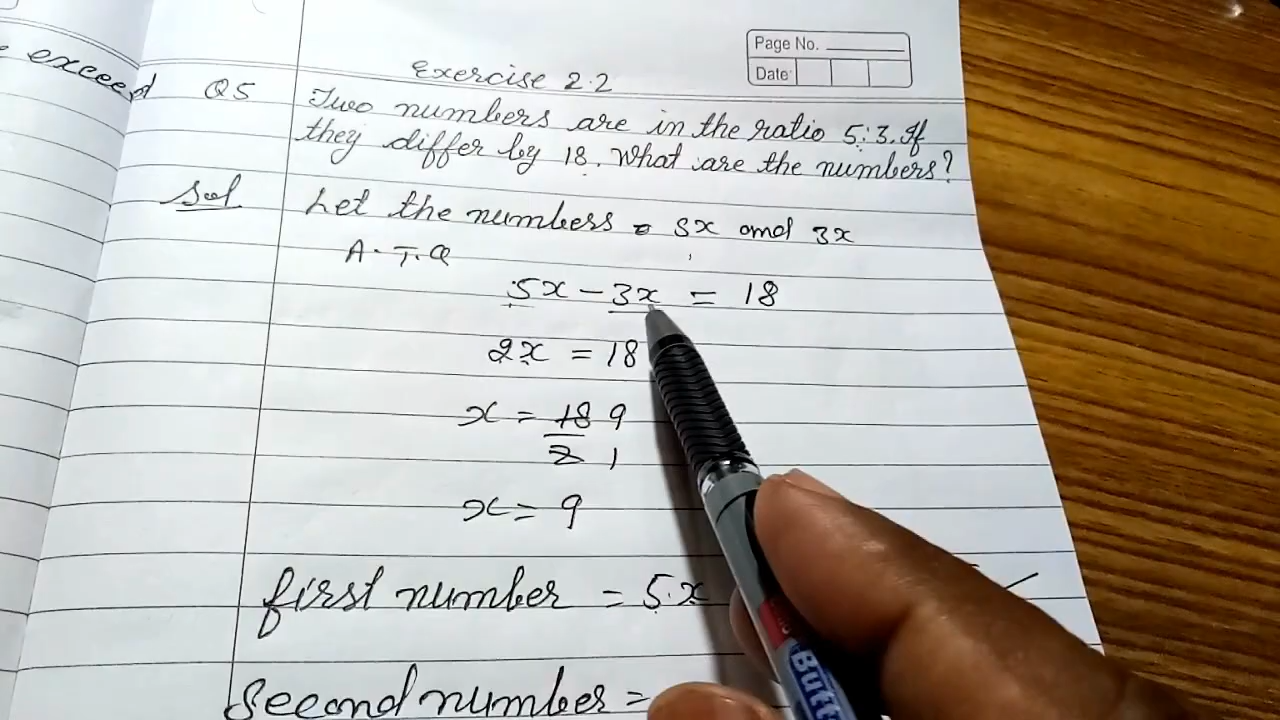 Page No.
Date
Exercise 2.2
exceed
Q5 Two numbers are in the ratio 5:3. If
they differ by 18. What are the numbers?
Sol Let the numbers = 5x and 3x
A.T.Q
5x - 3x = 18
2x = 18
x = 18 9
2 1
x = 9
first number = 5.x
Second number =
Butt